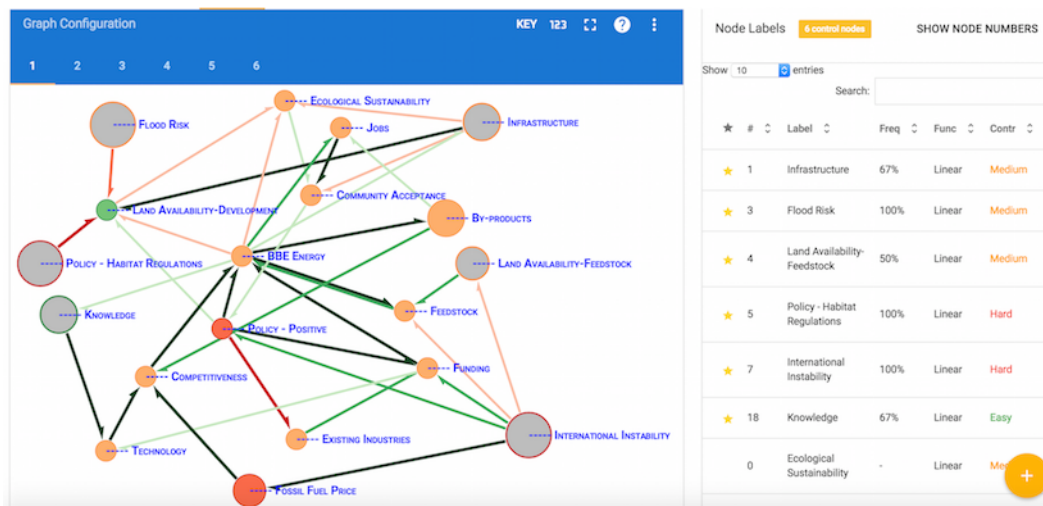 Graph Configuration
KEY 123 ?
1 2 3 4 5 6
ECOLOGICAL SUSTAINABILITY
FLOOD RISK
JOBS
INFRASTRUCTURE
COMMUNITY ACCEPTANCE
LAND AVAILABILITY-DEVELOPMENT
BY-PRODUCTS
POLICY - HABITAT REGULATIONS
BBE ENERGY
LAND AVAILABILITY-FEEDSTOCK
KNOWLEDGE
FEEDSTOCK
POLICY - POSITIVE
COMPETITIVENESS
FUNDING
EXISTING INDUSTRIES
INTERNATIONAL INSTABILITY
TECHNOLOGY
FOSSIL FUEL PRICE
Node Labels 6 control nodes SHOW NODE NUMBERS
Show 10 entries
Search:
# Label Freq Func Contr
1 Infrastructure 67% Linear Medium
3 Flood Risk 100% Linear Medium
4 Land Availability-
Feedstock 50% Linear Medium
5 Policy - Habitat
Regulations 100% Linear Hard
7 International
Instability 100% Linear Hard
18 Knowledge 67% Linear Easy
0 Ecological
Sustainability - Linear
+